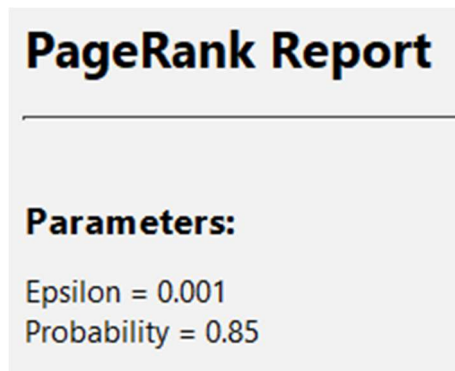 PageRank Report
Parameters:
Epsilon = 0.001
Probability = 0.85